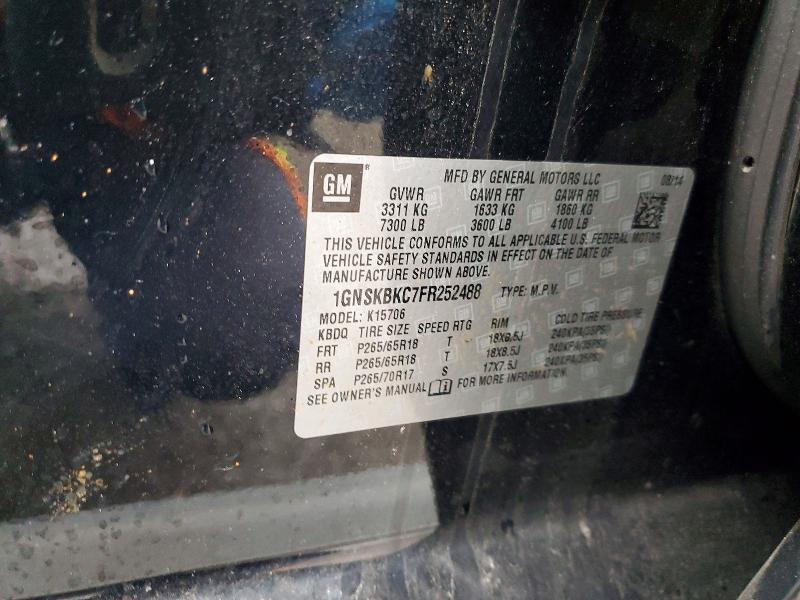 GM ® MFD BY GENERAL MOTORS LLC 08/14
GVWR GAWR FRT GAWR RR
3311 KG 1633 KG 1860 KG
7300 LB 3600 LB 4100 LB
THIS VEHICLE CONFORMS TO ALL APPLICABLE U.S. FEDERAL MOTOR
VEHICLE SAFETY STANDARDS IN EFFECT ON THE DATE OF
MANUFACTURE SHOWN ABOVE.
1GNSKBKC7FR252488 TYPE: M.P.V.
MODEL: K15706
KBDQ TIRE SIZE SPEED RTG RIM COLD TIRE PRESSURE
FRT P265/65R18 T 18X8.5J 240KPA(35PSI)
RR P265/65R18 T 18X8.5J 240KPA(35PSI)
SPA P265/70R17 S 17X7.5J 240KPA(35PSI)
SEE OWNER'S MANUAL FOR MORE INFORMATION.